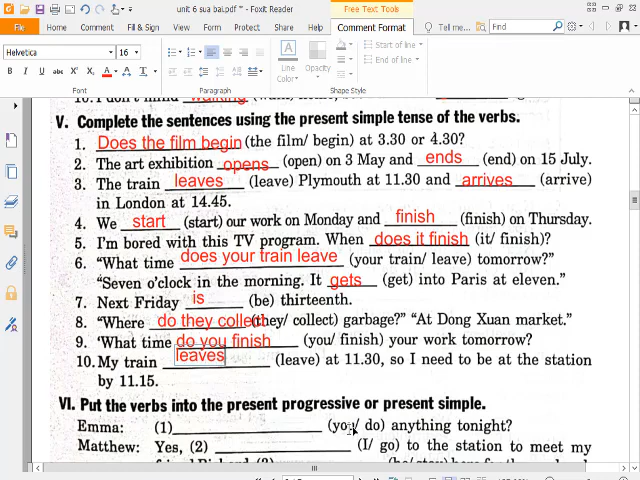 unit 6 sua bai.pdf * - Foxit Reader
Free Text Tools
File Home Comment View Form Protect Share Help Extras Comment Format Tell me... Find
Helvetica 16
Line Color Opacity
Start of line
End of line
Font Paragraph Shape Style
V. Complete the sentences using the present simple tense of the verbs.
1. Does the film begin (the film/ begin) at 3.30 or 4.30?
2. The art exhibition opens (open) on 3 May and ends (end) on 15 July.
3. The train leaves (leave) Plymouth at 11.30 and arrives (arrive)
in London at 14.45.
4. We start (start) our work on Monday and finish (finish) on Thursday.
5. I'm bored with this TV program. When does it finish (it/ finish)?
6. “What time does your train leave (your train/ leave) tomorrow?”
“Seven o'clock in the morning. It gets (get) into Paris at eleven.”
7. Next Friday is (be) thirteenth.
8. “Where do they collect (they/ collect) garbage?” “At Dong Xuan market.”
9. ‘What time do you finish (you/ finish) your work tomorrow?
10. My train leaves (leave) at 11.30, so I need to be at the station
by 11.15.
VI. Put the verbs into the present progressive or present simple.
Emma: (1)____________ (you/ do) anything tonight?
Matthew: Yes, (2) ____________ (I/ go) to the station to meet my